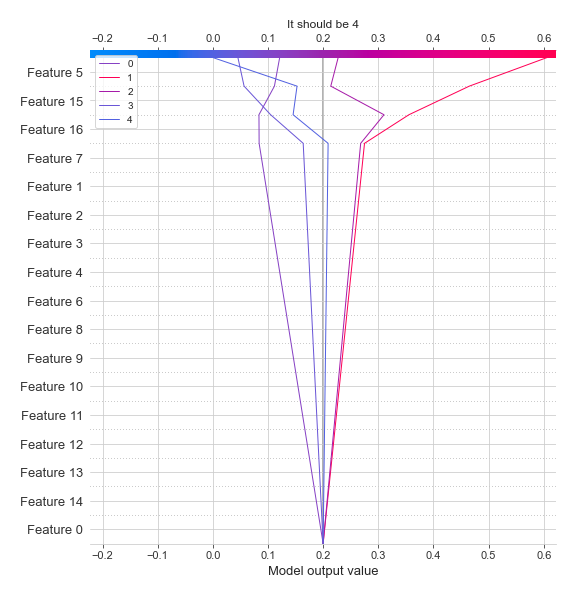 It should be 4
−0.2 −0.1 0.0 0.1 0.2 0.3 0.4 0.5 0.6
0
1
2
3
4
Feature 5
Feature 15
Feature 16
Feature 7
Feature 1
Feature 2
Feature 3
Feature 4
Feature 6
Feature 8
Feature 9
Feature 10
Feature 11
Feature 12
Feature 13
Feature 14
Feature 0
−0.2 −0.1 0.0 0.1 0.2 0.3 0.4 0.5 0.6
Model output value